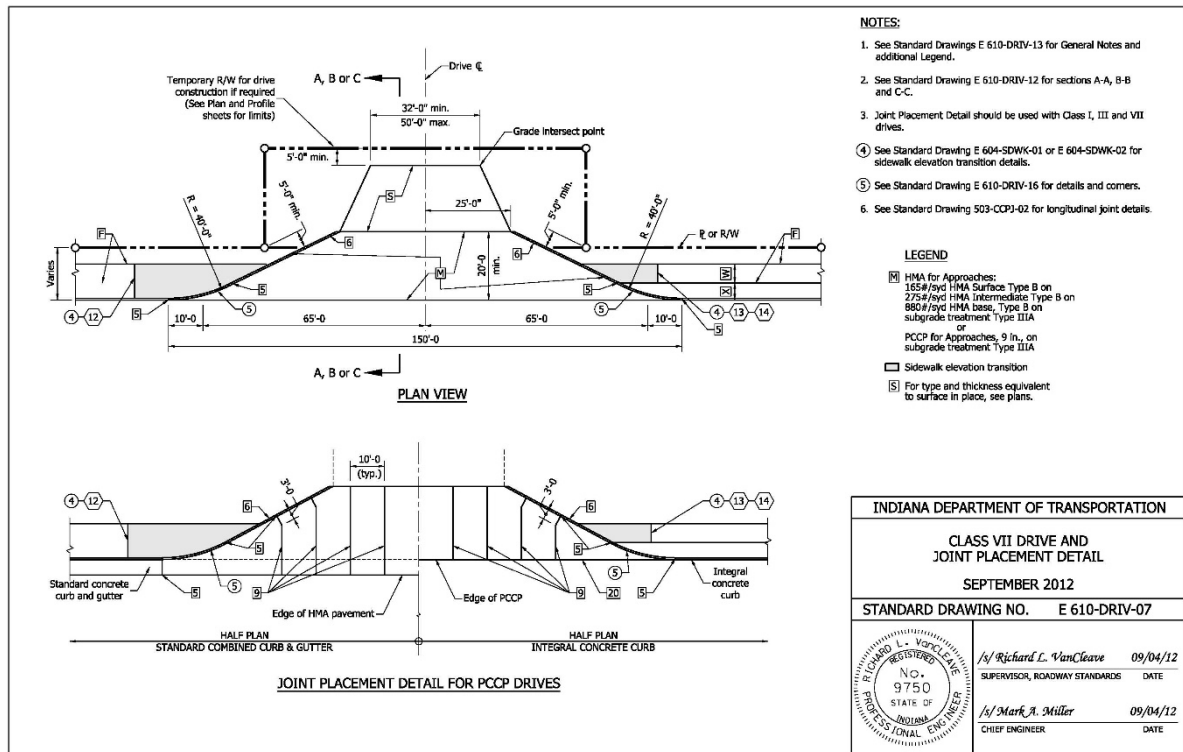 Temporary R/W for drive
construction if required
(See Plan and Profile
sheets for limits)
A, B or C
Drive ℄
32'-0" min.
50'-0" max.
Grade intersect point
5'-0" min.
S
5'-0" min.
R = 40'-0"
25'-0"
5'-0" min.
R = 40'-0"
℄ or R/W
F
F
6
6
Varies
M
20'-0
min.
W
X
5
5
4
12
5
5
10'-0
65'-0
65'-0
10'-0
5
5
4
13
14
150'-0
A, B or C
PLAN VIEW
10'-0
(typ.)
3'-0
3'-0
4
12
6
6
4
13
14
5
5
Standard concrete
curb and gutter
5
5
9
9
20
5
5
Integral
concrete
curb
Edge of HMA pavement
Edge of PCCP
HALF PLAN
STANDARD COMBINED CURB & GUTTER
HALF PLAN
INTEGRAL CONCRETE CURB
JOINT PLACEMENT DETAIL FOR PCCP DRIVES
NOTES:
1. See Standard Drawings E 610-DRIV-13 for General Notes and
additional Legend.
2. See Standard Drawing E 610-DRIV-12 for sections A-A, B-B
and C-C.
3. Joint Placement Detail should be used with Class I, III and VII
drives.
4 See Standard Drawing E 604-SDWK-01 or E 604-SDWK-02 for
sidewalk elevation transition details.
5 See Standard Drawing E 610-DRIV-16 for details and corners.
6. See Standard Drawing 503-CCPJ-02 for longitudinal joint details.
LEGEND
M HMA for Approaches:
165#/syd HMA Surface Type B on
275#/syd HMA Intermediate Type B on
880#/syd HMA base, Type B on
subgrade treatment Type IIIA
or
PCCP for Approaches, 9 in., on
subgrade treatment Type IIIA
Sidewalk elevation transition
S For type and thickness equivalent
to surface in place, see plans.
INDIANA DEPARTMENT OF TRANSPORTATION
CLASS VII DRIVE AND
JOINT PLACEMENT DETAIL
SEPTEMBER 2012
STANDARD DRAWING NO. E 610-DRIV-07
RICHARD L. VANCLEAVE
REGISTERED
No.
9750
STATE OF
INDIANA
PROFESSIONAL ENGINEER
/s/ Richard L. VanCleave 09/04/12
SUPERVISOR, ROADWAY STANDARDS DATE
/s/ Mark A. Miller 09/04/12
CHIEF ENGINEER DATE